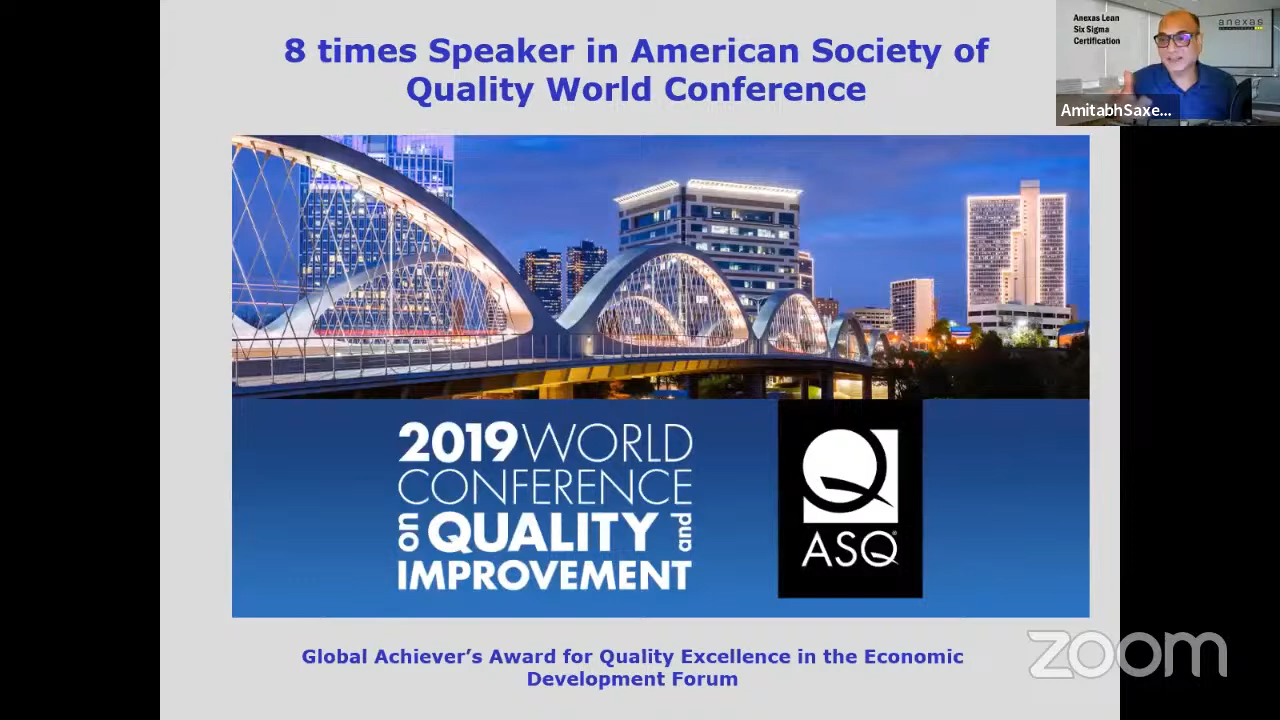 8 times Speaker in American Society of
Quality World Conference
Anexas Lean
Six Sigma
Certification
anexas
AmitabhSaxe...
2019 WORLD
CONFERENCE
on QUALITY and
IMPROVEMENT
ASQ
Global Achiever’s Award for Quality Excellence in the Economic
Development Forum
zoom